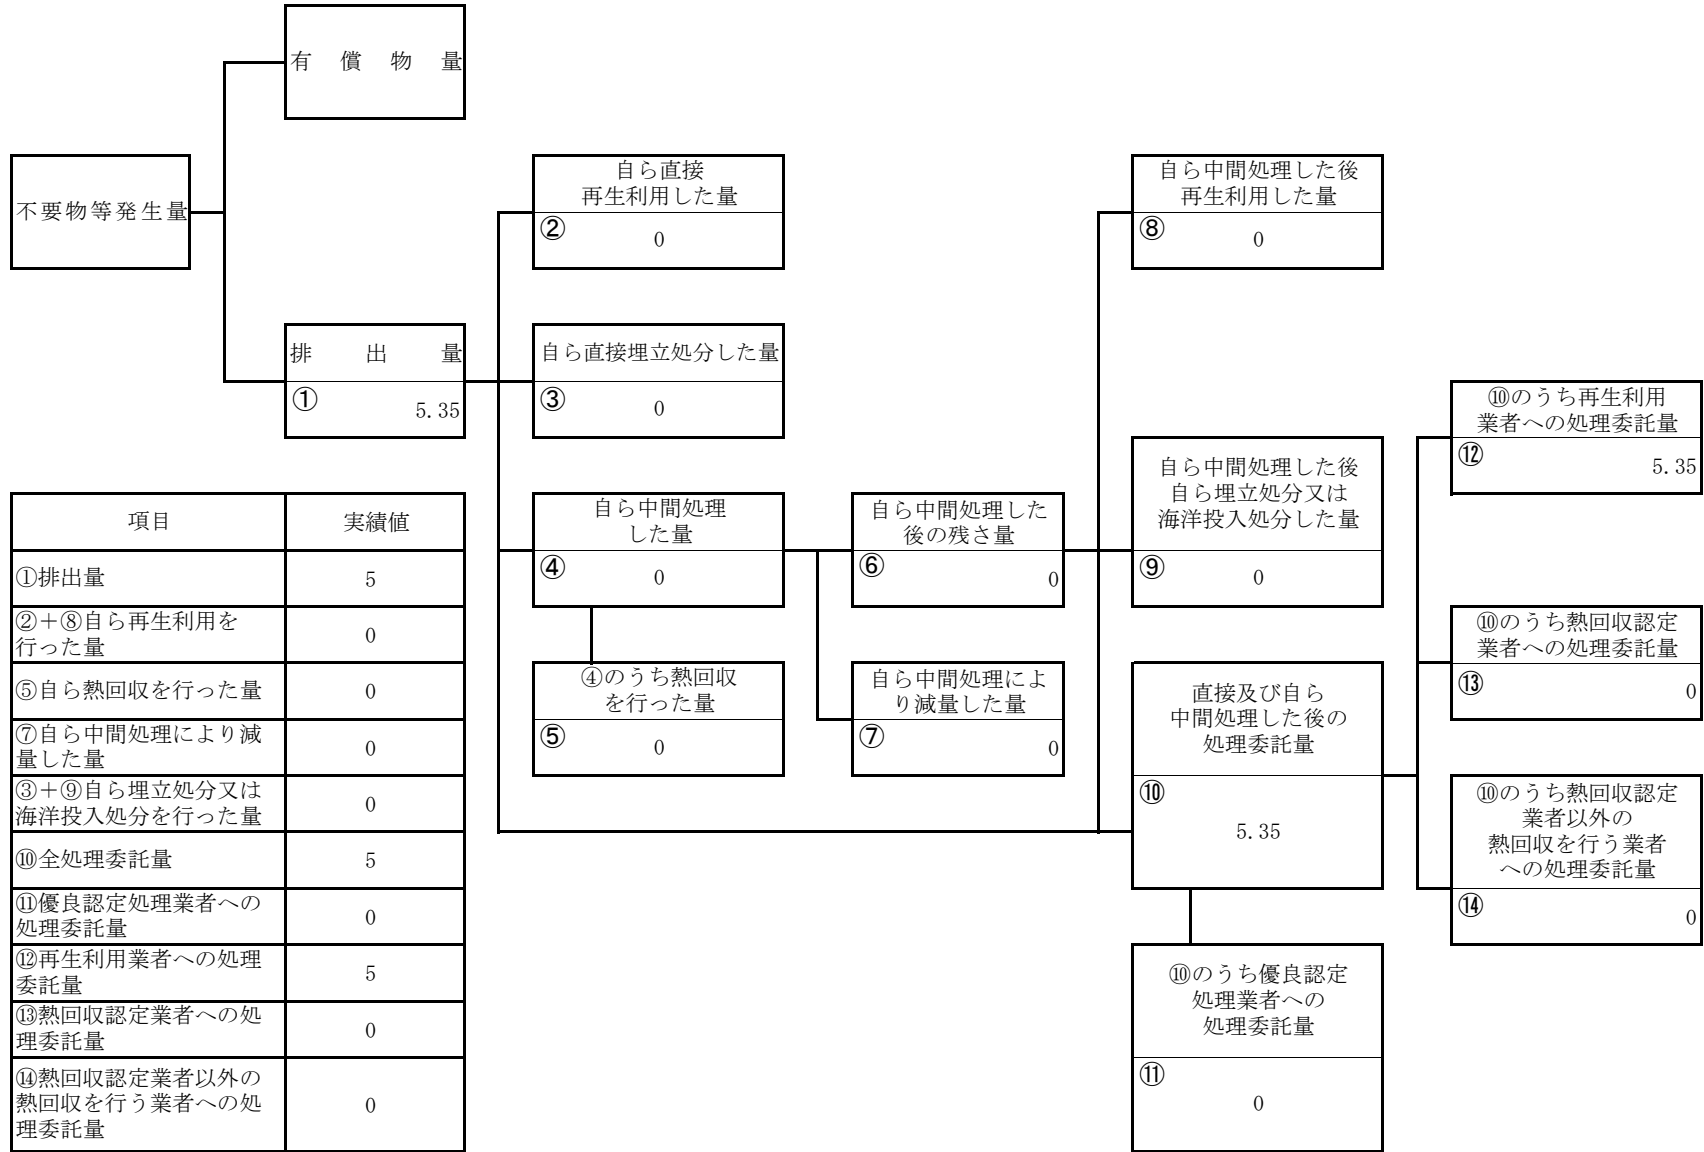 有償物量
不要物等発生量
排出量
①
5.35
自ら直接
再生利用した量
②
0
自ら直接埋立処分した量
③
0
自ら中間処理
した量
④
0
④のうち熱回収
を行った量
⑤
0
自ら中間処理した
後の残さ量
⑥
0
自ら中間処理によ
り減量した量
⑦
0
自ら中間処理した後
再生利用した量
⑧
0
自ら中間処理した後
自ら埋立処分又は
海洋投入処分した量
⑨
0
直接及び自ら
中間処理した後の
処理委託量
⑩
5.35
⑩のうち優良認定
処理業者への
処理委託量
⑪
0
⑩のうち再生利用
業者への処理委託量
⑫
5.35
⑩のうち熱回収認定
業者への処理委託量
⑬
0
⑩のうち熱回収認定
業者以外の
熱回収を行う業者
への処理委託量
⑭
0
項目 実績値
①排出量 5
②＋⑧自ら再生利用を
行った量 0
⑤自ら熱回収を行った量 0
⑦自ら中間処理により減
量した量 0
③＋⑨自ら埋立処分又は
海洋投入処分を行った量 0
⑩全処理委託量 5
⑪優良認定処理業者への
処理委託量 0
⑫再生利用業者への処理
委託量 5
⑬熱回収認定業者への処
理委託量 0
⑭熱回収認定業者以外の
熱回収を行う業者への処
理委託量 0